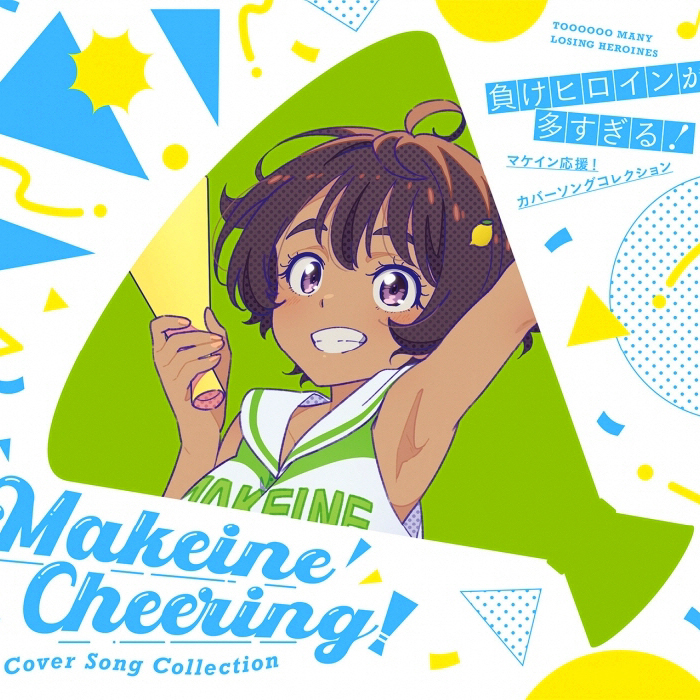 TOOOOOO MANY
LOSING HEROINES
負けヒロインが
多すぎる!
マケイン応援!
カバーソングコレクション
MAKEINE
Makeine'
Cheering!
Cover Song Collection